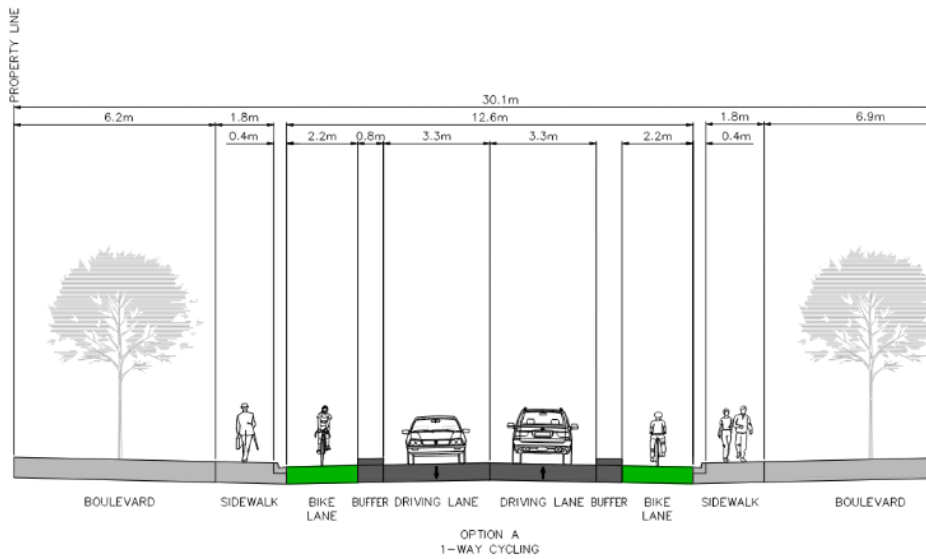 PROPERTY LINE
30.1m
6.2m 1.8m 12.6m 1.8m 6.9m
0.4m 2.2m 0.8m 3.3m 3.3m 2.2m 0.4m
BOULEVARD SIDEWALK BIKE LANE BUFFER DRIVING LANE DRIVING LANE BUFFER BIKE LANE SIDEWALK BOULEVARD
OPTION A
1-WAY CYCLING